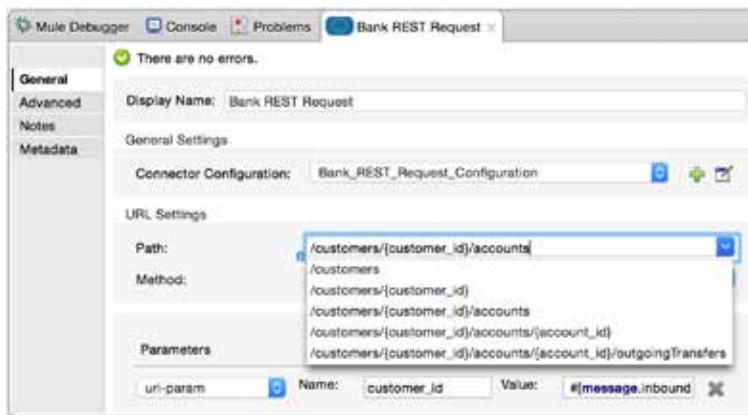 Mule Debugger Console Problems Bank REST Request
There are no errors.
General
Advanced
Notes
Metadata
Display Name: Bank REST Request
General Settings
Connector Configuration: Bank_REST_Request_Configuration
URL Settings
Path: /customers/{customer_id}/accounts
Method:
/customers
/customers/{customer_id}
/customers/{customer_id}/accounts
/customers/{customer_id}/accounts/{account_id}
/customers/{customer_id}/accounts/{account_id}/outgoingTransfers
Parameters
uri-param Name: customer_id Value: #[message.inbound